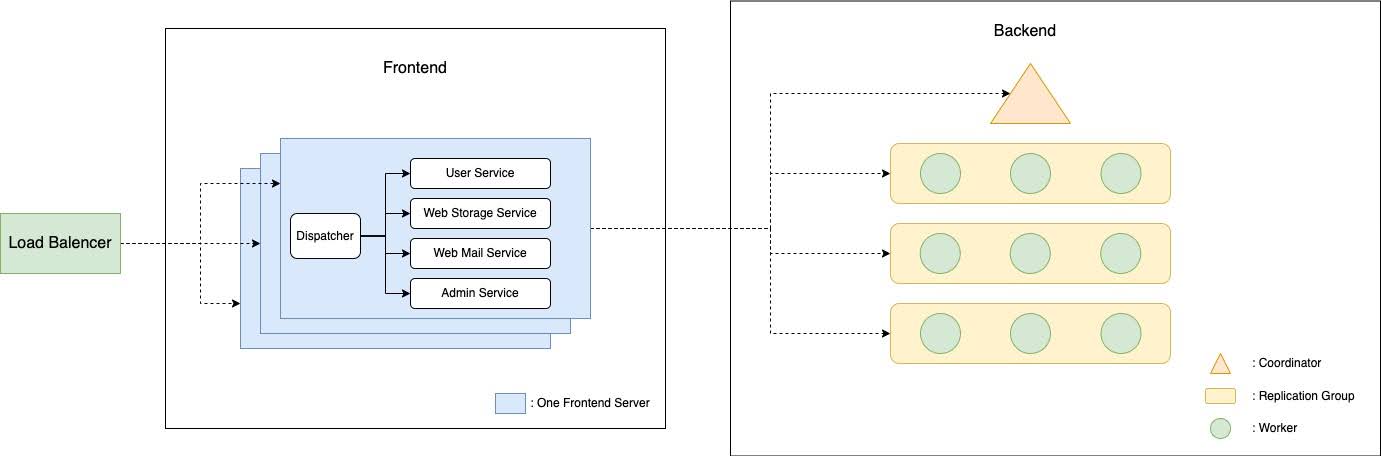 Backend
Frontend
Load Balencer
Dispatcher
User Service
Web Storage Service
Web Mail Service
Admin Service
: One Frontend Server
: Coordinator
: Replication Group
: Worker